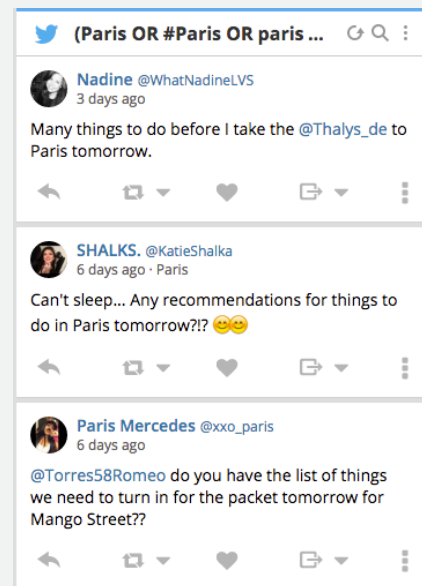 (Paris OR #Paris OR paris ...
Nadine @WhatNadineLVS
3 days ago
Many things to do before I take the @Thalys_de to
Paris tomorrow.
SHALKS. @KatieShalka
6 days ago · Paris
Can't sleep... Any recommendations for things to
do in Paris tomorrow?!? 😊😊
Paris Mercedes @xxo_paris
6 days ago
@Torres58Romeo do you have the list of things
we need to turn in for the packet tomorrow for
Mango Street??